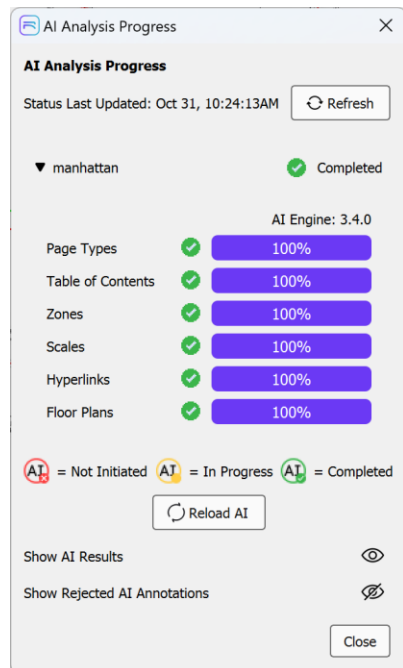 AI Analysis Progress
AI Analysis Progress
Status Last Updated: Oct 31, 10:24:13AM Refresh
manhattan Completed
AI Engine: 3.4.0
Page Types 100%
Table of Contents 100%
Zones 100%
Scales 100%
Hyperlinks 100%
Floor Plans 100%
AI = Not Initiated AI = In Progress AI = Completed
Reload AI
Show AI Results
Show Rejected AI Annotations
Close